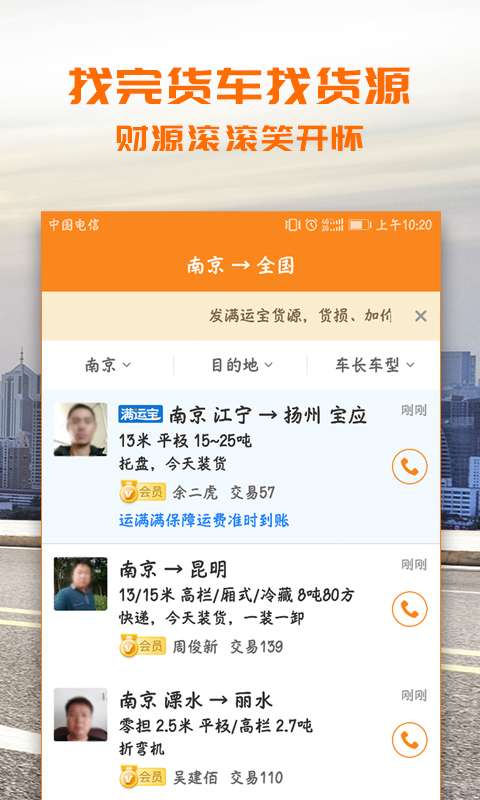 找完货车找货源
财源滚滚笑开怀
中国电信 上午10:20
南京→全国
发满运宝货源，货损、加价
南京 目的地 车长车型
满运宝 南京 江宁→扬州 宝应 刚刚
13米 平板 15~25吨
托盘，今天装货
会员 余二虎 交易57
运满满保障运费准时到账
南京→昆明 刚刚
13/15米 高栏/厢式/冷藏 8吨80方
快递，今天装货，一装一卸
会员 周俊新 交易139
南京 溧水→丽水 刚刚
零担 2.5米 平板/高栏 2.7吨
折弯机
会员 吴建佰 交易110